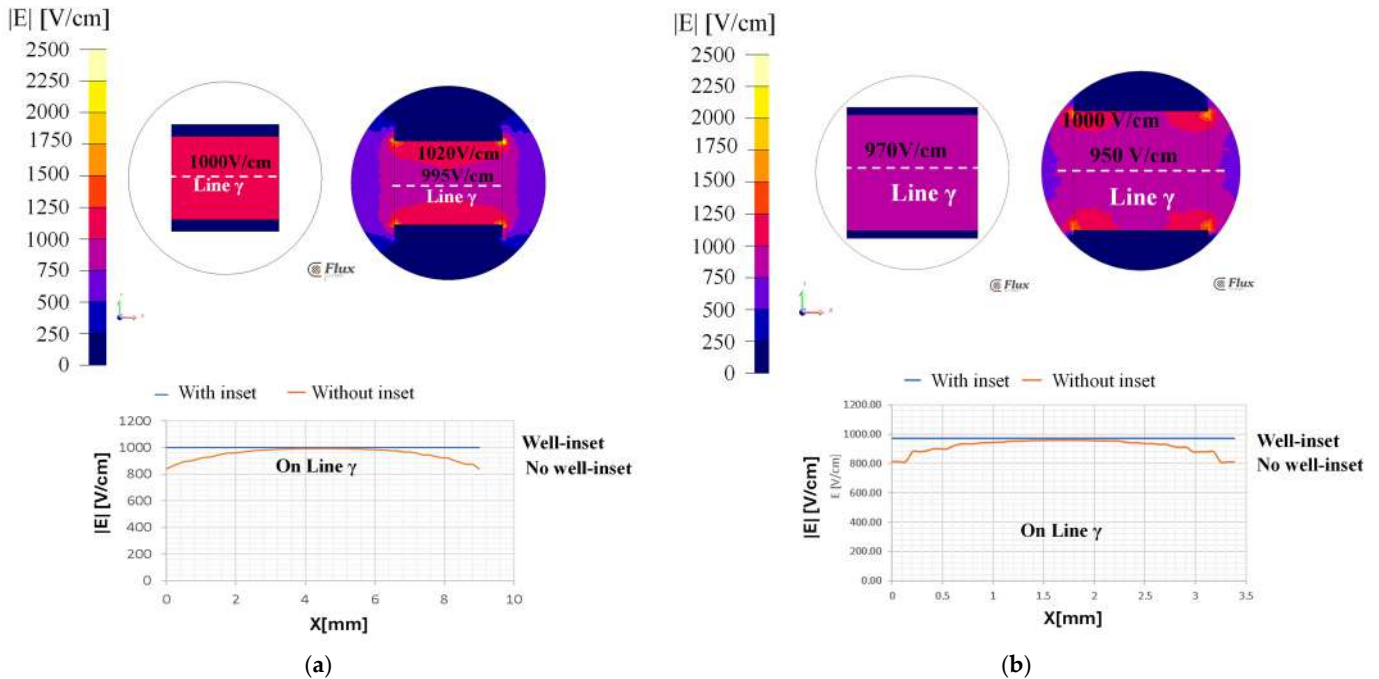 |E| [V/cm]
2500
2250
2000
1750
1500
1250
1000
750
500
250
0
1000V/cm
Line γ
1020V/cm
995V/cm
Line γ
Flux
With inset
Without inset
1200
1000
800
600
400
200
0
|E| [V/cm]
On Line γ
Well-inset
No well-inset
0 2 4 6 8 10
X[mm]
(a)
|E| [V/cm]
2500
2250
2000
1750
1500
1250
1000
750
500
250
0
970V/cm
Line γ
1000 V/cm
950 V/cm
Line γ
Flux
Flux
With inset
Without inset
1200.00
1000.00
800.00
600.00
400.00
200.00
0.00
|E| [V/cm]
E [V/cm]
On Line γ
Well-inset
No well-inset
0 0.5 1 1.5 2 2.5 3 3.5
X[mm]
(b)